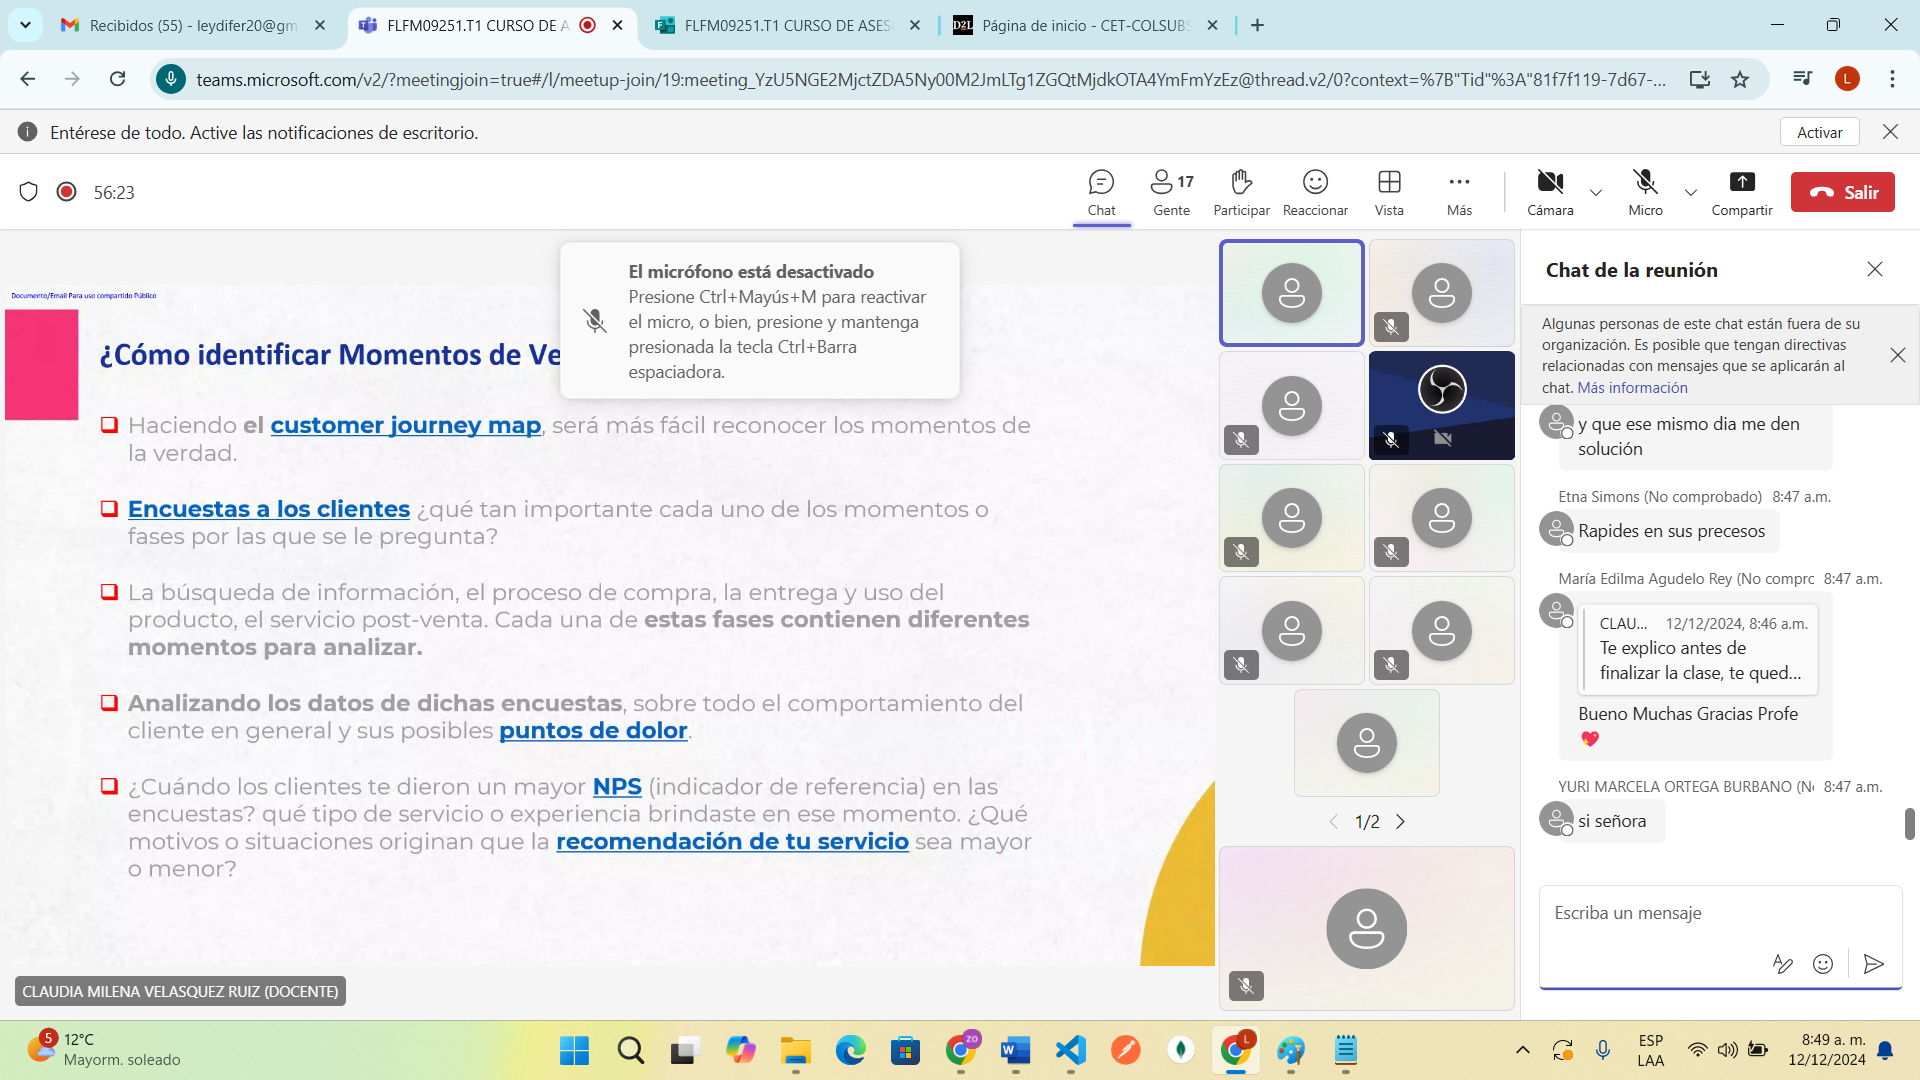 Recibidos (55) - leydifer20@gm
FLFM09251.T1 CURSO DE A
FLFM09251.T1 CURSO DE ASES
Página de inicio - CET-COLSUBS
teams.microsoft.com/v2/?meetingjoin=true#/l/meetup-join/19:meeting_YzU5NGE2MjctZDA5Ny00M2JmLTg1ZGQtMjdkOTA4YmFmYzEz@thread.v2/0?context=%7B"Tid"%3A"81f7f119-7d67-...
L
Entérese de todo. Active las notificaciones de escritorio.
Activar
56:23
Chat
17
Gente
Participar
Reaccionar
Vista
Más
Cámara
Micro
Compartir
Salir
El micrófono está desactivado
Presione Ctrl+Mayús+M para reactivar
el micro, o bien, presione y mantenga
presionada la tecla Ctrl+Barra
espaciadora.
Documento/Email Para uso compartido Público
¿Cómo identificar Momentos de Ve
Haciendo el customer journey map, será más fácil reconocer los momentos de
la verdad.
Encuestas a los clientes ¿qué tan importante cada uno de los momentos o
fases por las que se le pregunta?
La búsqueda de información, el proceso de compra, la entrega y uso del
producto, el servicio post-venta. Cada una de estas fases contienen diferentes
momentos para analizar.
Analizando los datos de dichas encuestas, sobre todo el comportamiento del
cliente en general y sus posibles puntos de dolor.
¿Cuándo los clientes te dieron un mayor NPS (indicador de referencia) en las
encuestas? qué tipo de servicio o experiencia brindaste en ese momento. ¿Qué
motivos o situaciones originan que la recomendación de tu servicio sea mayor
o menor?
CLAUDIA MILENA VELASQUEZ RUIZ (DOCENTE)
1/2
Chat de la reunión
Algunas personas de este chat están fuera de su
organización. Es posible que tengan directivas
relacionadas con mensajes que se aplicarán al
chat. Más información
y que ese mismo dia me den
solución
Etna Simons (No comprobado) 8:47 a.m.
Rapides en sus precesos
María Edilma Agudelo Rey (No compro 8:47 a.m.
CLAU... 12/12/2024, 8:46 a.m.
Te explico antes de
finalizar la clase, te qued...
Bueno Muchas Gracias Profe
💖
YURI MARCELA ORTEGA BURBANO (No 8:47 a.m.
si señora
Escriba un mensaje
5
12°C
Mayorm. soleado
ZO
L
ESP
LAA
8:49 a. m.
12/12/2024